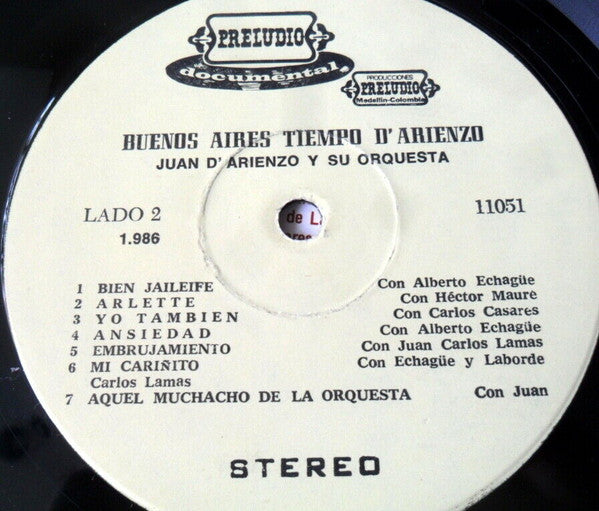 PRELUDIO
documental
PRODUCCIONES
PRELUDIO
Medellin-Colombia
BUENOS AIRES TIEMPO D'ARIENZO
JUAN D'ARIENZO Y SU ORQUESTA
LADO 2 11051
1.986
de L
res
1 BIEN JAILEIFE Con Alberto Echagüe
2 ARLETTE Con Héctor Maure
3 YO TAMBIEN Con Carlos Casares
4 ANSIEDAD Con Alberto Echagüe
5 EMBRUJAMIENTO Con Juan Carlos Lamas
6 MI CARIÑITO Con Echagüe y Laborde
Carlos Lamas
7 AQUEL MUCHACHO DE LA ORQUESTA Con Juan
STEREO